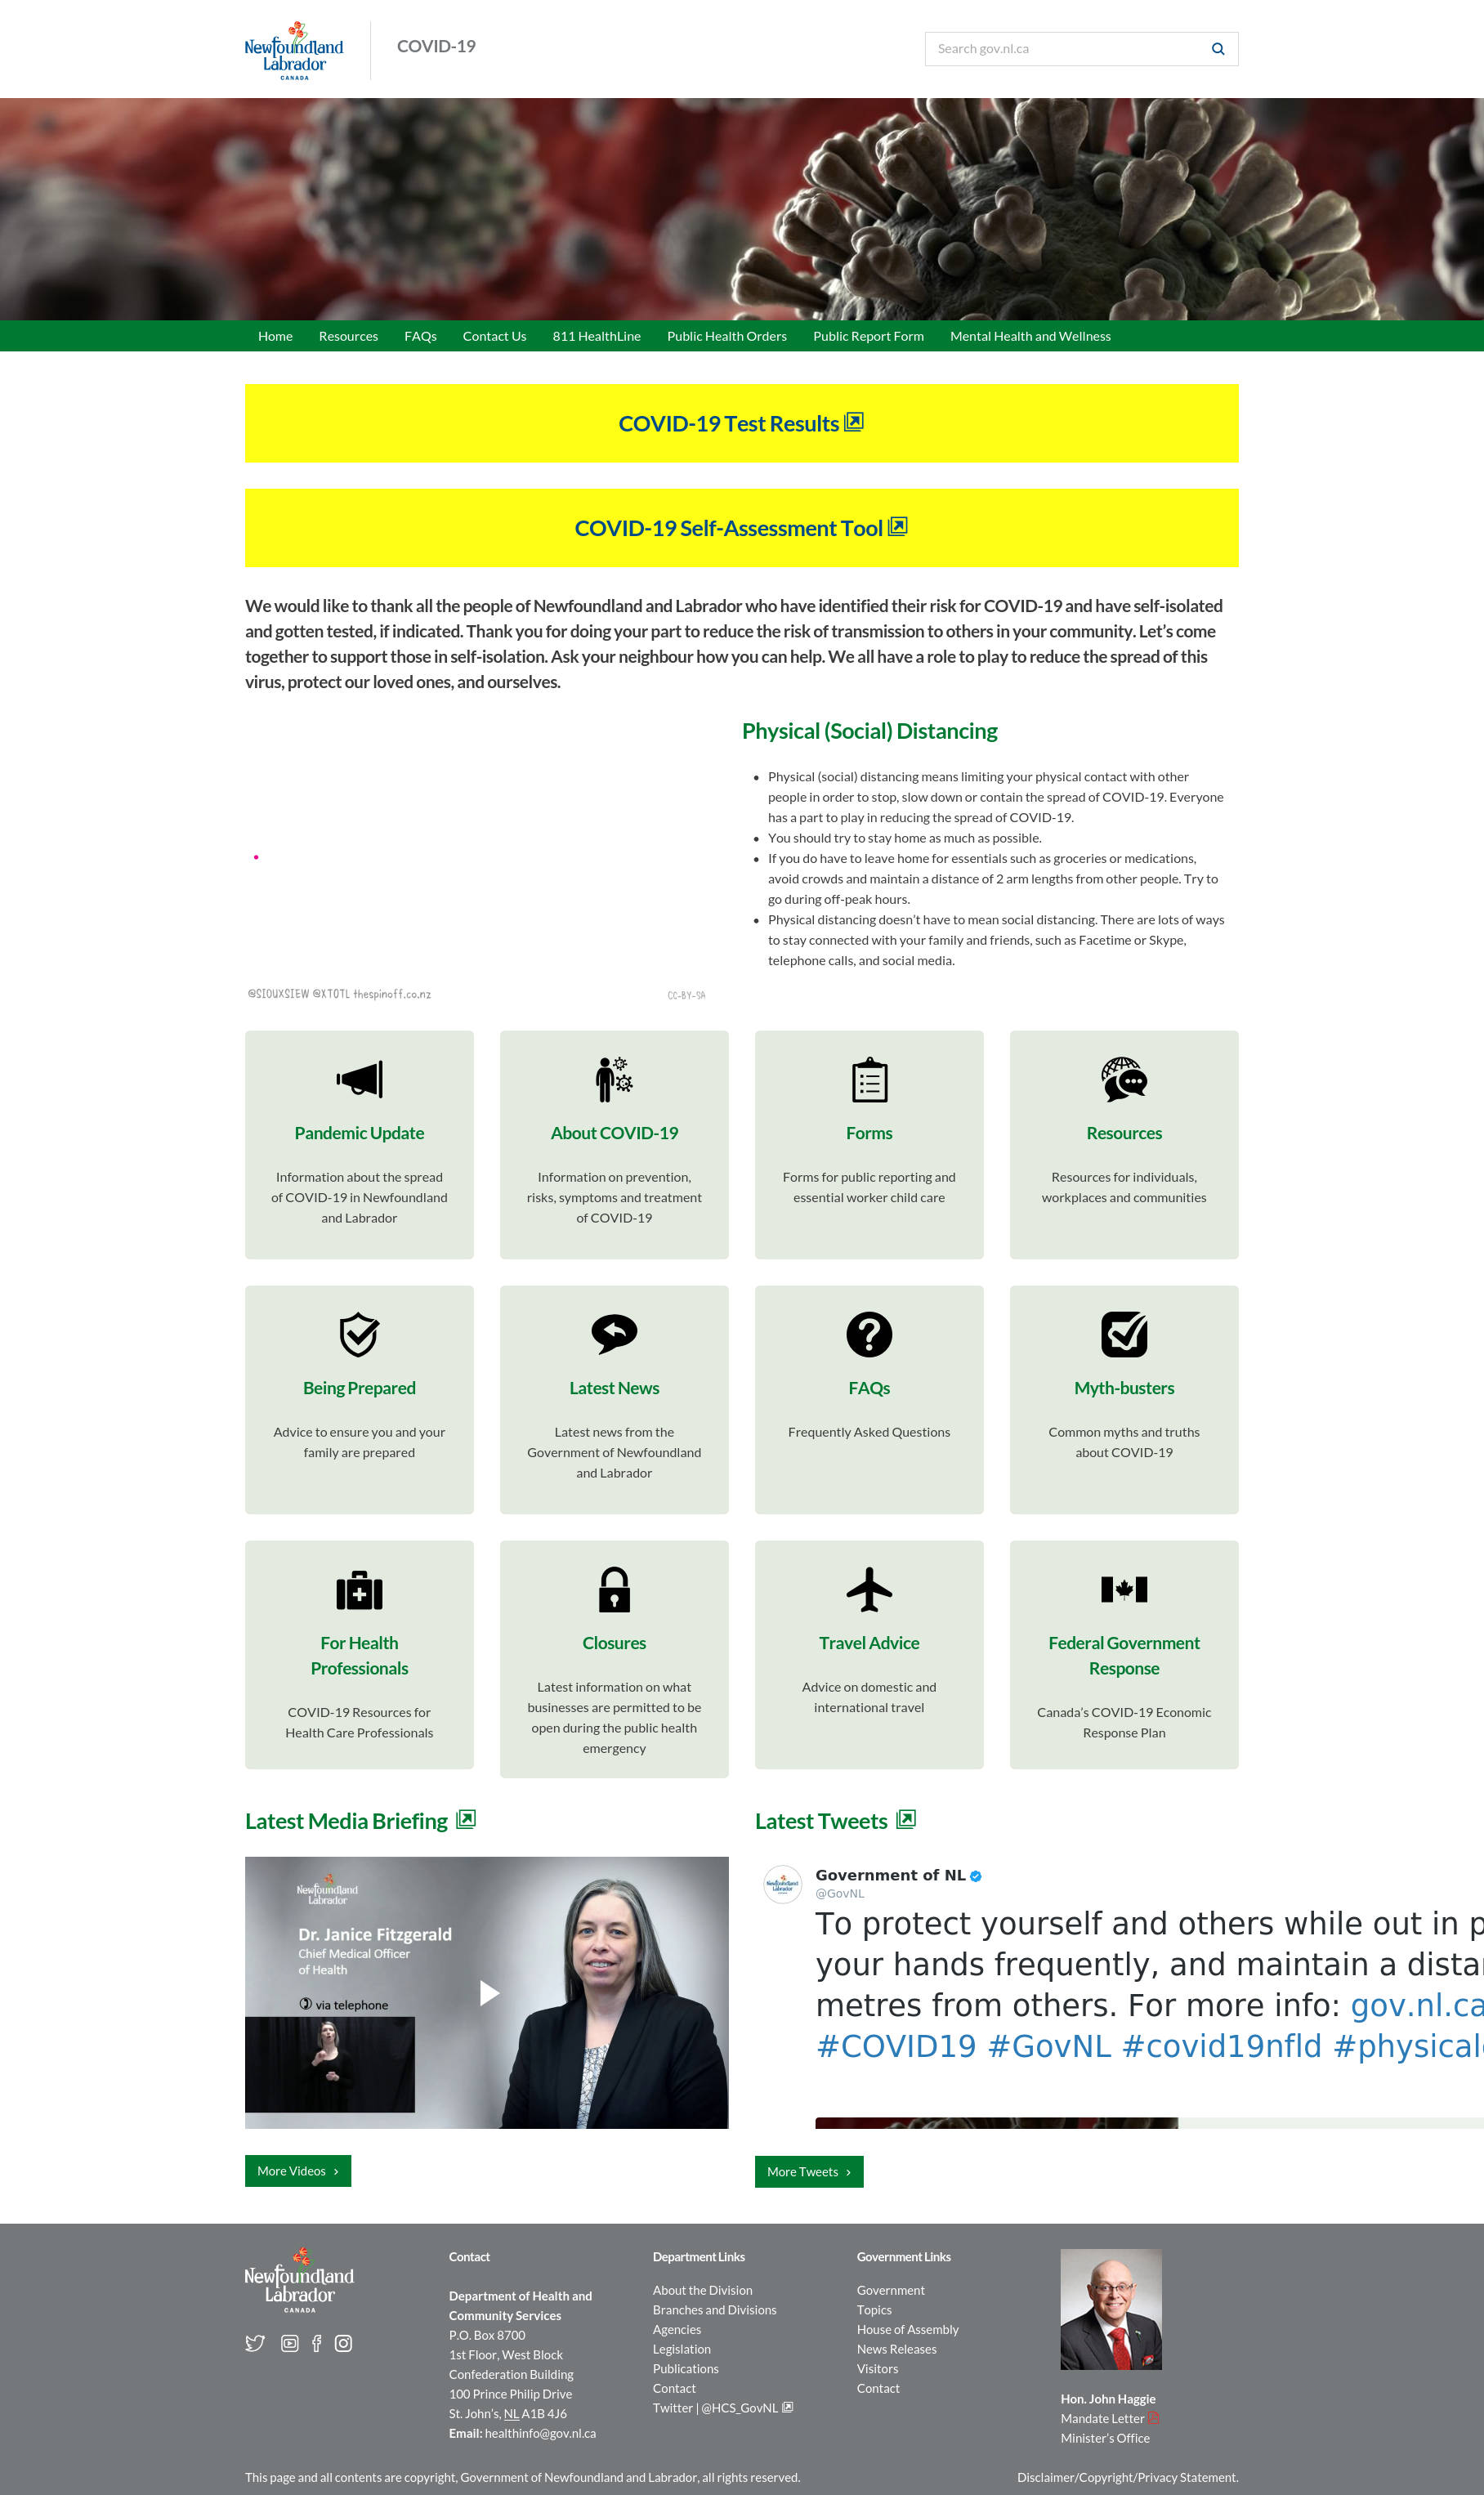 Newfoundland
Labrador
CANADA
COVID-19
Search gov.nl.ca
Home Resources FAQs Contact Us 811 HealthLine Public Health Orders Public Report Form Mental Health and Wellness
COVID-19 Test Results
COVID-19 Self-Assessment Tool
We would like to thank all the people of Newfoundland and Labrador who have identified their risk for COVID-19 and have self-isolated
and gotten tested, if indicated. Thank you for doing your part to reduce the risk of transmission to others in your community. Let’s come
together to support those in self-isolation. Ask your neighbour how you can help. We all have a role to play to reduce the spread of this
virus, protect our loved ones, and ourselves.
Physical (Social) Distancing
• Physical (social) distancing means limiting your physical contact with other
people in order to stop, slow down or contain the spread of COVID-19. Everyone
has a part to play in reducing the spread of COVID-19.
• You should try to stay home as much as possible.
• If you do have to leave home for essentials such as groceries or medications,
avoid crowds and maintain a distance of 2 arm lengths from other people. Try to
go during off-peak hours.
• Physical distancing doesn’t have to mean social distancing. There are lots of ways
to stay connected with your family and friends, such as Facetime or Skype,
telephone calls, and social media.
@SIOUXSIEW @XTOTL thespinoff.co.nz
CC-BY-SA
Pandemic Update
Information about the spread
of COVID-19 in Newfoundland
and Labrador
About COVID-19
Information on prevention,
risks, symptoms and treatment
of COVID-19
Forms
Forms for public reporting and
essential worker child care
Resources
Resources for individuals,
workplaces and communities
Being Prepared
Advice to ensure you and your
family are prepared
Latest News
Latest news from the
Government of Newfoundland
and Labrador
FAQs
Frequently Asked Questions
Myth-busters
Common myths and truths
about COVID-19
For Health
Professionals
COVID-19 Resources for
Health Care Professionals
Closures
Latest information on what
businesses are permitted to be
open during the public health
emergency
Travel Advice
Advice on domestic and
international travel
Federal Government
Response
Canada’s COVID-19 Economic
Response Plan
Latest Media Briefing
Newfoundland
Labrador
Dr. Janice Fitzgerald
Chief Medical Officer
of Health
via telephone
More Videos ›
Latest Tweets
Government of NL
@GovNL
To protect yourself and others while out in p
your hands frequently, and maintain a distan
metres from others. For more info: gov.nl.ca
#COVID19 #GovNL #covid19nfld #physical
More Tweets ›
Newfoundland
Labrador
CANADA
Contact
Department of Health and
Community Services
P.O. Box 8700
1st Floor, West Block
Confederation Building
100 Prince Philip Drive
St. John’s, NL A1B 4J6
Email: healthinfo@gov.nl.ca
Department Links
About the Division
Branches and Divisions
Agencies
Legislation
Publications
Contact
Twitter | @HCS_GovNL
Government Links
Government
Topics
House of Assembly
News Releases
Visitors
Contact
Hon. John Haggie
Mandate Letter
Minister’s Office
This page and all contents are copyright, Government of Newfoundland and Labrador, all rights reserved.
Disclaimer/Copyright/Privacy Statement.